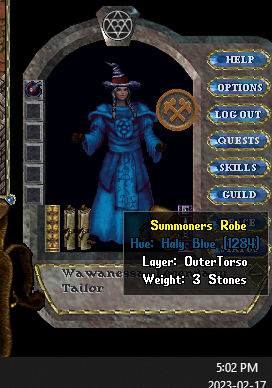 HELP
OPTIONS
LOG OUT
QUESTS
SKILLS
GUILD
Summoners Robe
Hue: Holy Blue (1284)
Layer: OuterTorso
Weight: 3 Stones
Tailor
5:02 PM
2023-02-17